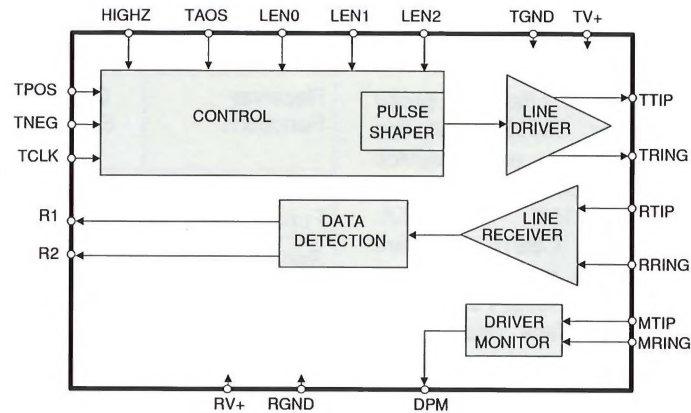 HIGHZ TAOS LEN0 LEN1 LEN2 TGND TV+
TPOS
TNEG
TCLK
CONTROL
PULSE
SHAPER
LINE
DRIVER
TTIP
TRING
R1
R2
DATA
DETECTION
LINE
RECEIVER
RTIP
RRING
DRIVER
MONITOR
MTIP
MRING
RV+ RGND DPM